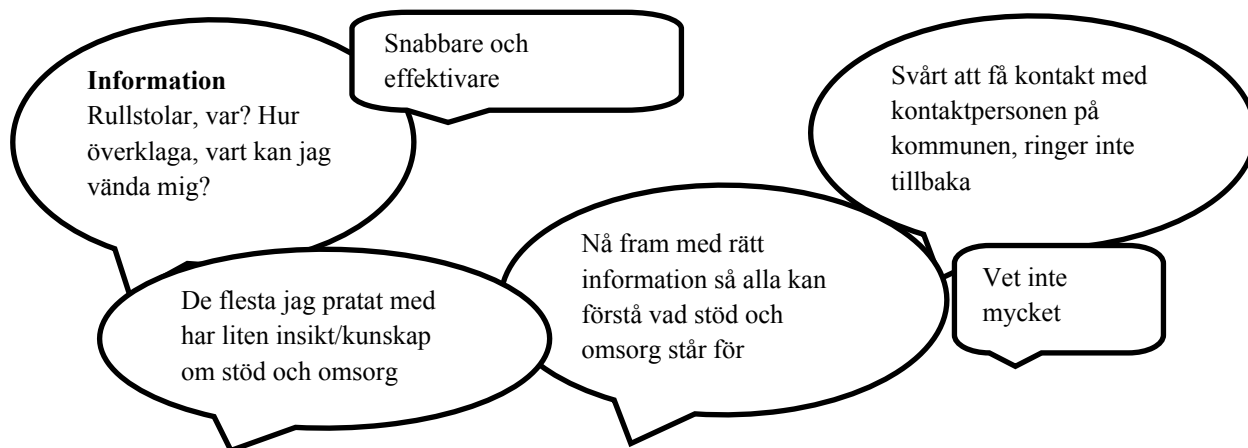 Information
Rullstolar, var? Hur
överklaga, vart kan jag
vända mig?
Snabbare och
effektivare
Svårt att få kontakt med
kontaktpersonen på
kommunen, ringer inte
tillbaka
De flesta jag pratat med
har liten insikt/kunskap
om stöd och omsorg
Nå fram med rätt
information så alla kan
förstå vad stöd och
omsorg står för
Vet inte
mycket